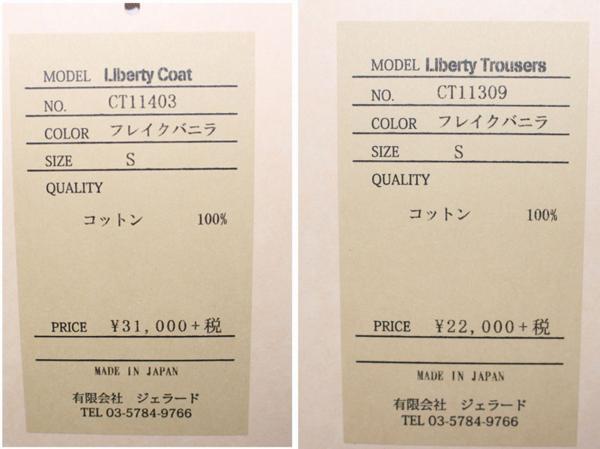 MODEL Liberty Coat
NO. CT11403
COLOR フレイクバニラ
SIZE S
QUALITY
コットン 100%
PRICE ¥31,000+税
MADE IN JAPAN
有限会社 ジェラード
TEL 03-5784-9766
MODEL Liberty Trousers
NO. CT11309
COLOR フレイクバニラ
SIZE S
QUALITY
コットン 100%
PRICE ¥22,000+税
MADE IN JAPAN
有限会社 ジェラード
TEL 03-5784-9766